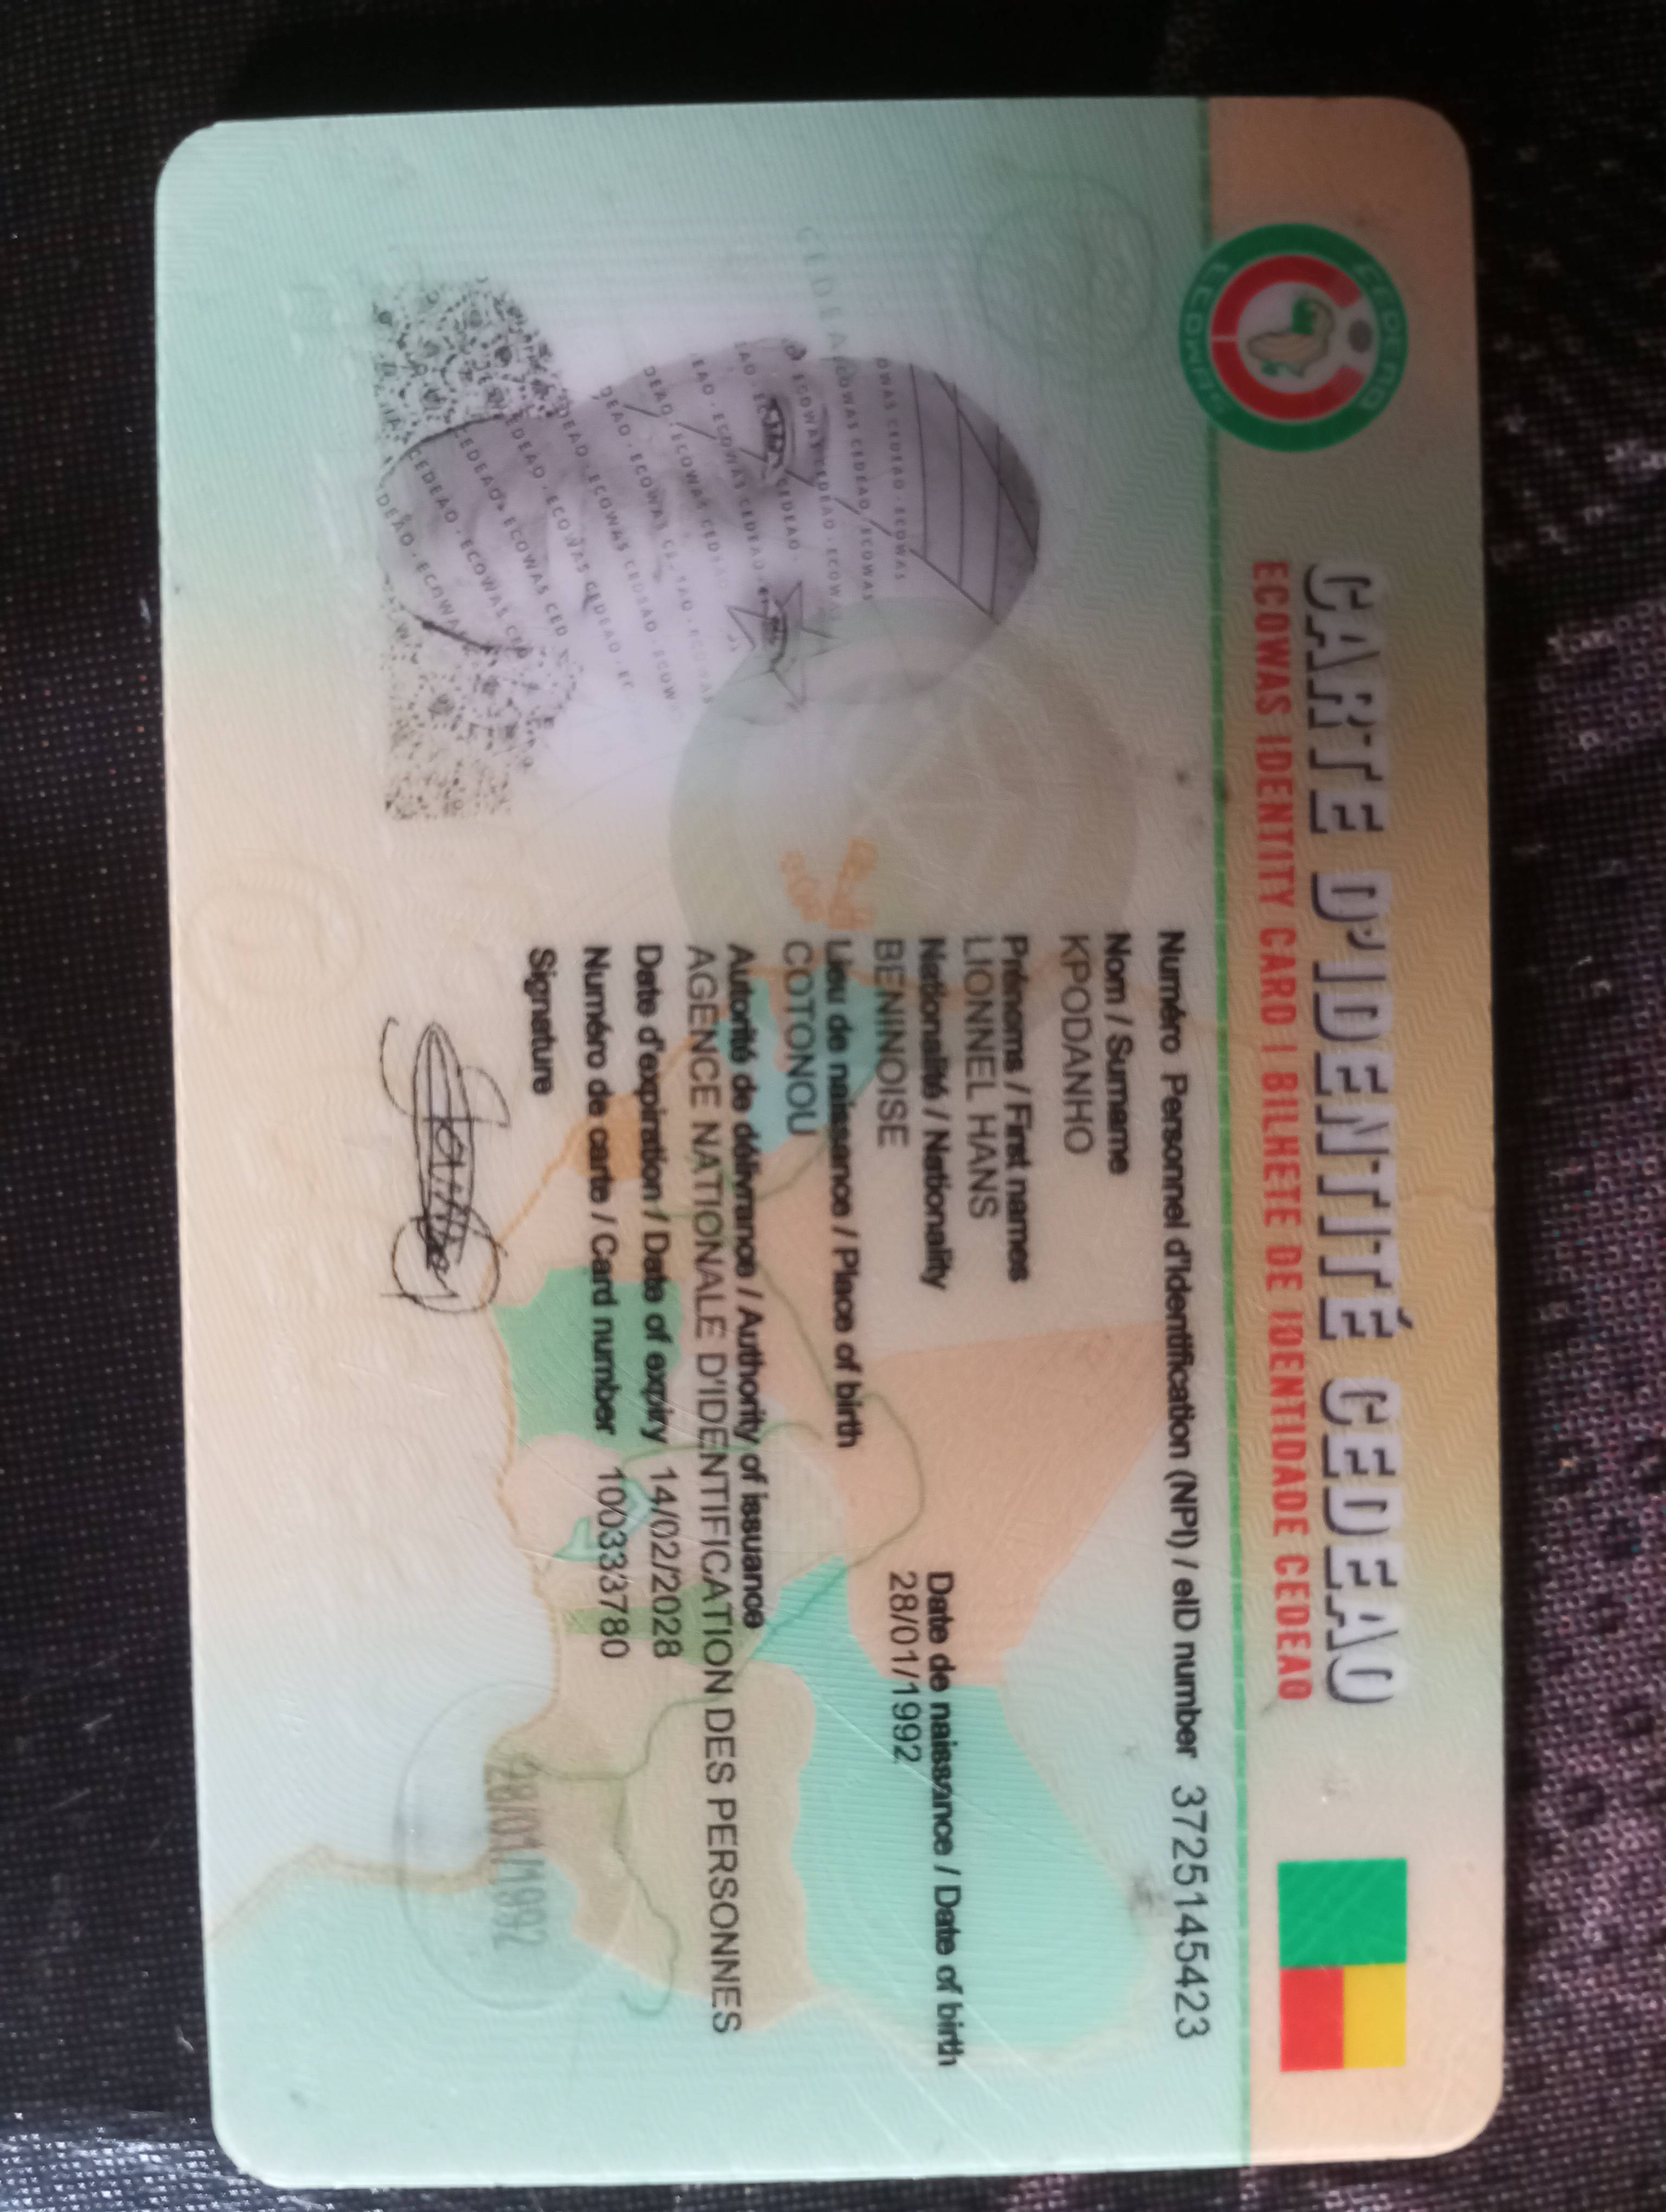 CEDEAO
ECOWAS
CARTE D'IDENTITÉ CEDEAO
ECOWAS IDENTITY CARD I BILHETE DE IDENTIDADE CEDEAO
Numéro Personnel d'Identification (NPI) / eID number 3725145423
Nom / Surname
KPODANHO
Prénoms / First names
LIONNEL HANS
Nationalité / Nationality
BENINOISE
Date de naissance / Date of birth
28/01/1992
Lieu de naissance / Place of birth
COTONOU
Autorité de délivrance / Authority of issuance
AGENCE NATIONALE D'IDENTIFICATION DES PERSONNES
Date d'expiration / Date of expiry 14/02/2028
Numéro de carte / Card number 100333780
Signature
28/01/1992